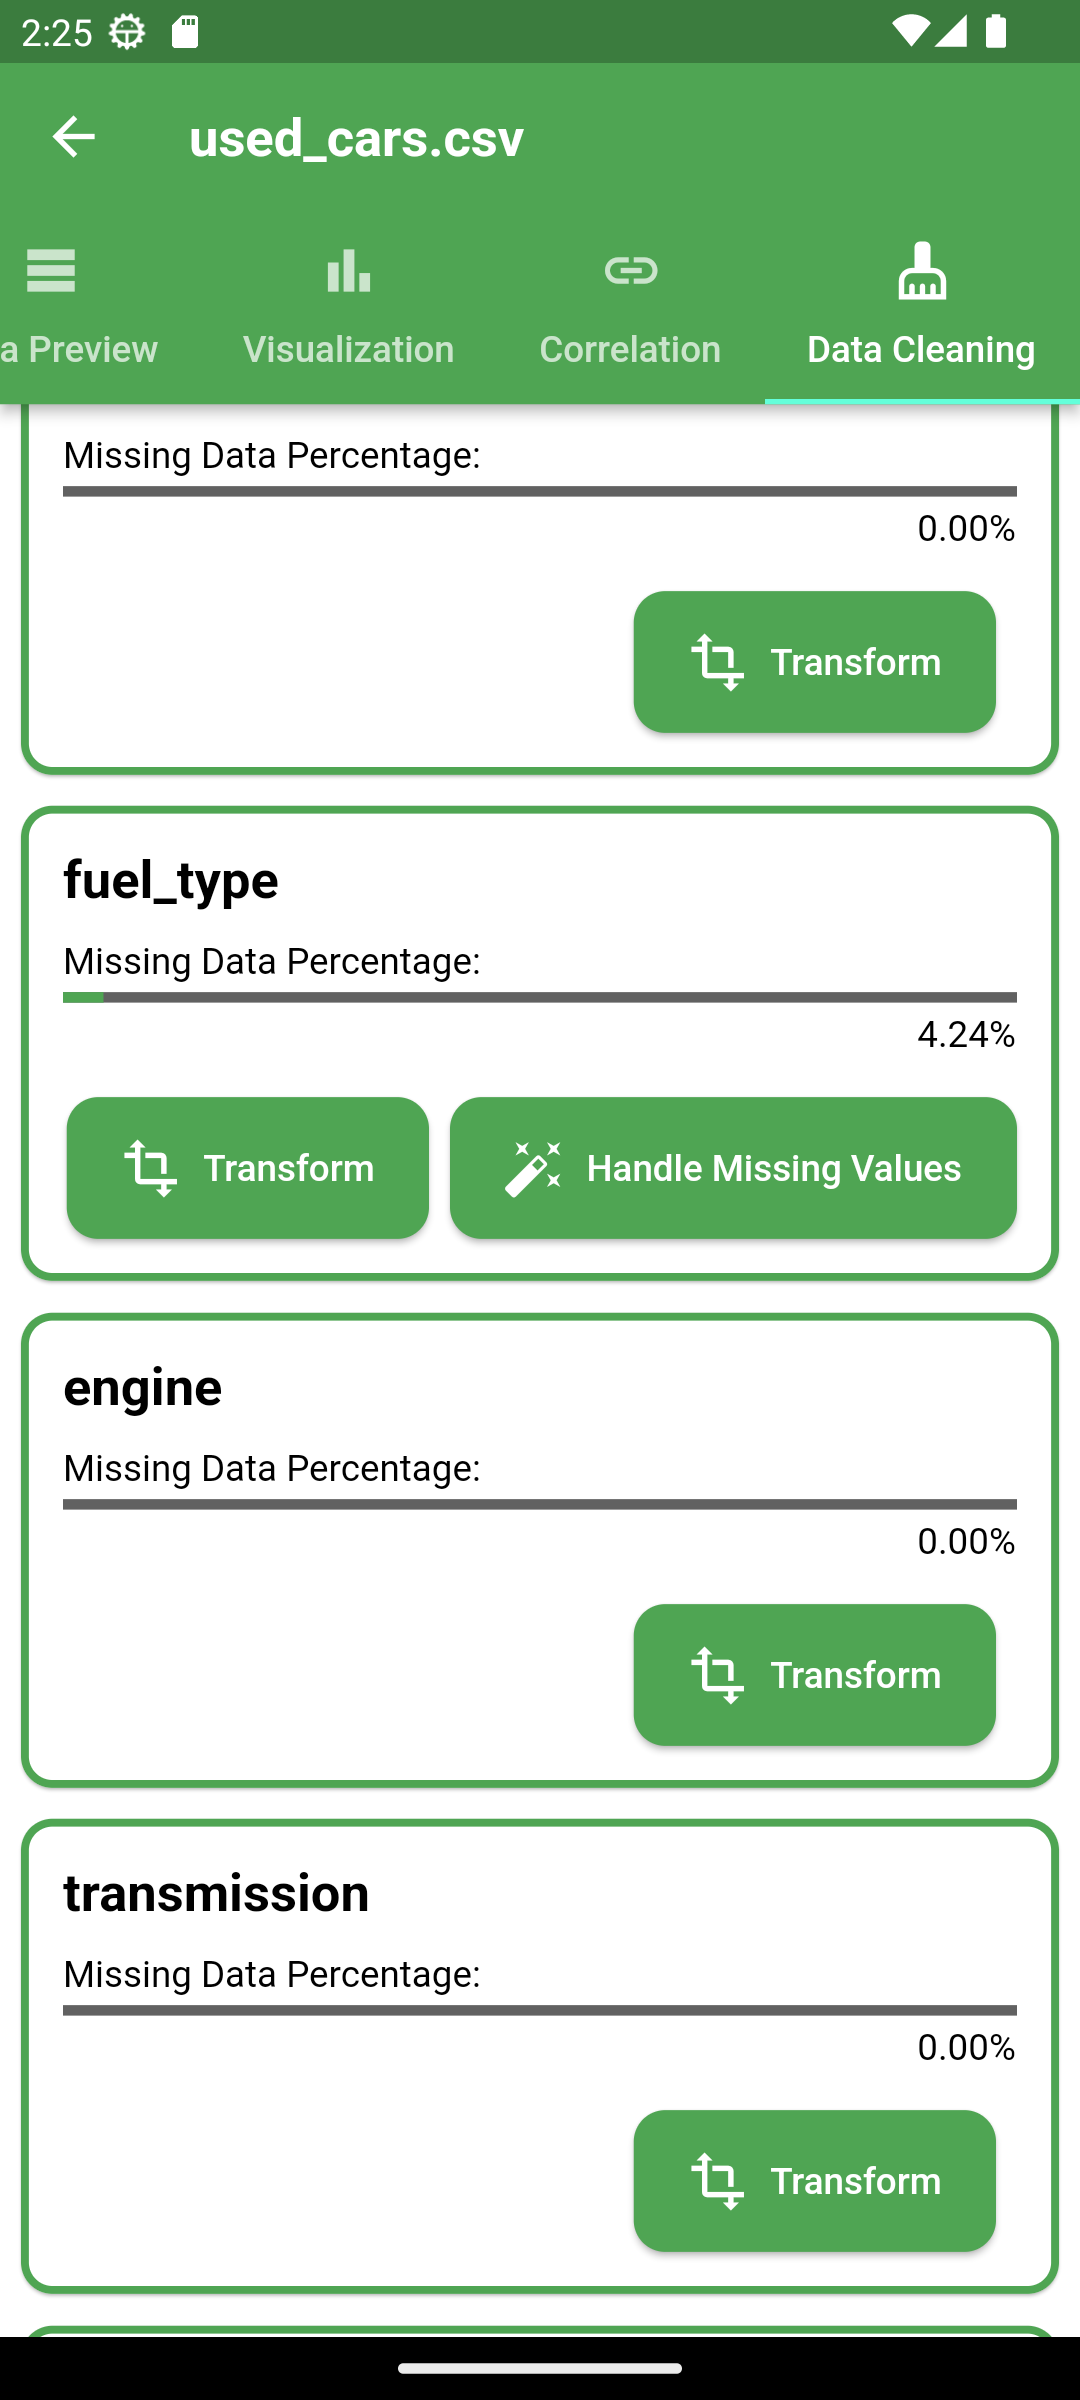 2:25
used_cars.csv
a Preview
Visualization
Correlation
Data Cleaning
Missing Data Percentage:
0.00%
Transform
fuel_type
Missing Data Percentage:
4.24%
Transform
Handle Missing Values
engine
Missing Data Percentage:
0.00%
Transform
transmission
Missing Data Percentage:
0.00%
Transform